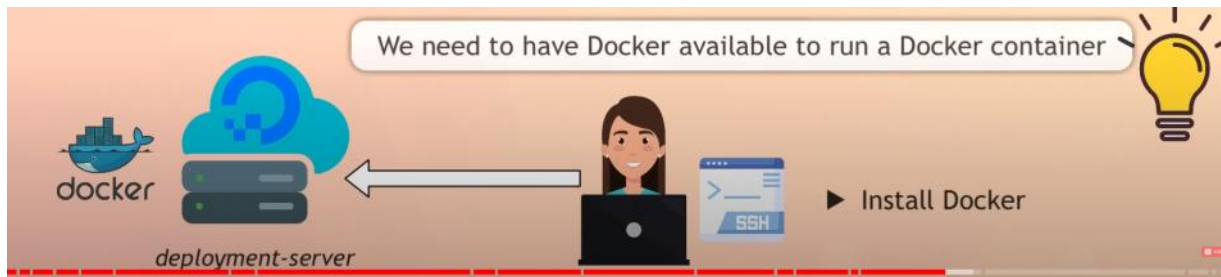 We need to have Docker available to run a Docker container
docker
>_
SSH
► Install Docker
deployment-server